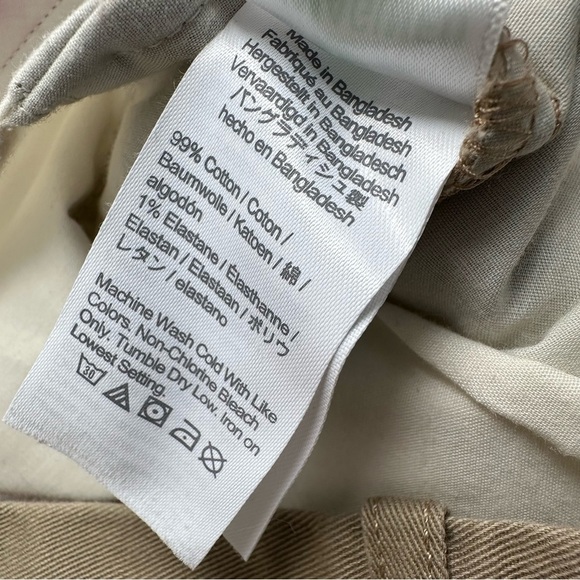 Made in Bangladesh
Fabriqué au Bangladesh
Hergestellt in Bangladesch
Vervaardigd in Bangladesh
バングラディシュ製
hecho en Bangladesh
99% Cotton / Coton /
Baumwolle / Katoen / 綿 /
algodón
1% Elastane / Élasthanne /
Elastan / Elastaan / ポリウ
レタン / elastano
Machine Wash Cold With Like
Colors. Non-Chlorine Bleach
Only. Tumble Dry Low. Iron on
Lowest Setting.
30